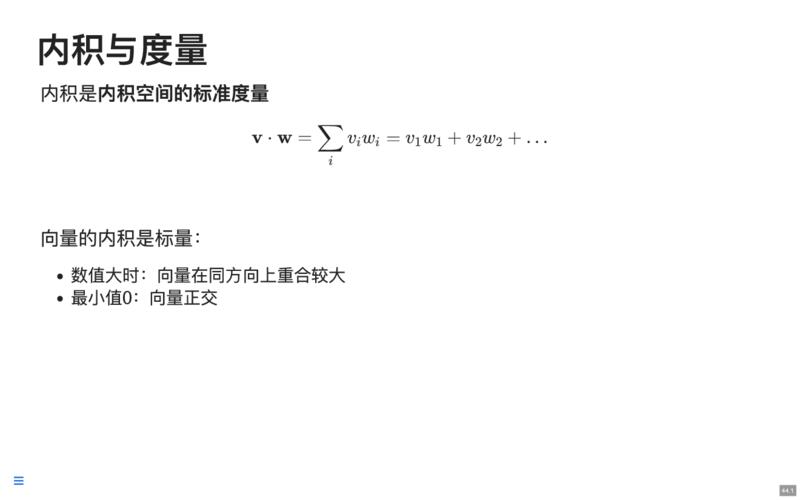 内积与度量
内积是内积空间的标准度量
$$\mathbf{v} \cdot \mathbf{w} = \sum_i v_i w_i = v_1 w_1 + v_2 w_2 + \ldots$$
向量的内积是标量：
• 数值大时：向量在同方向上重合较大
• 最小值0：向量正交
44.1